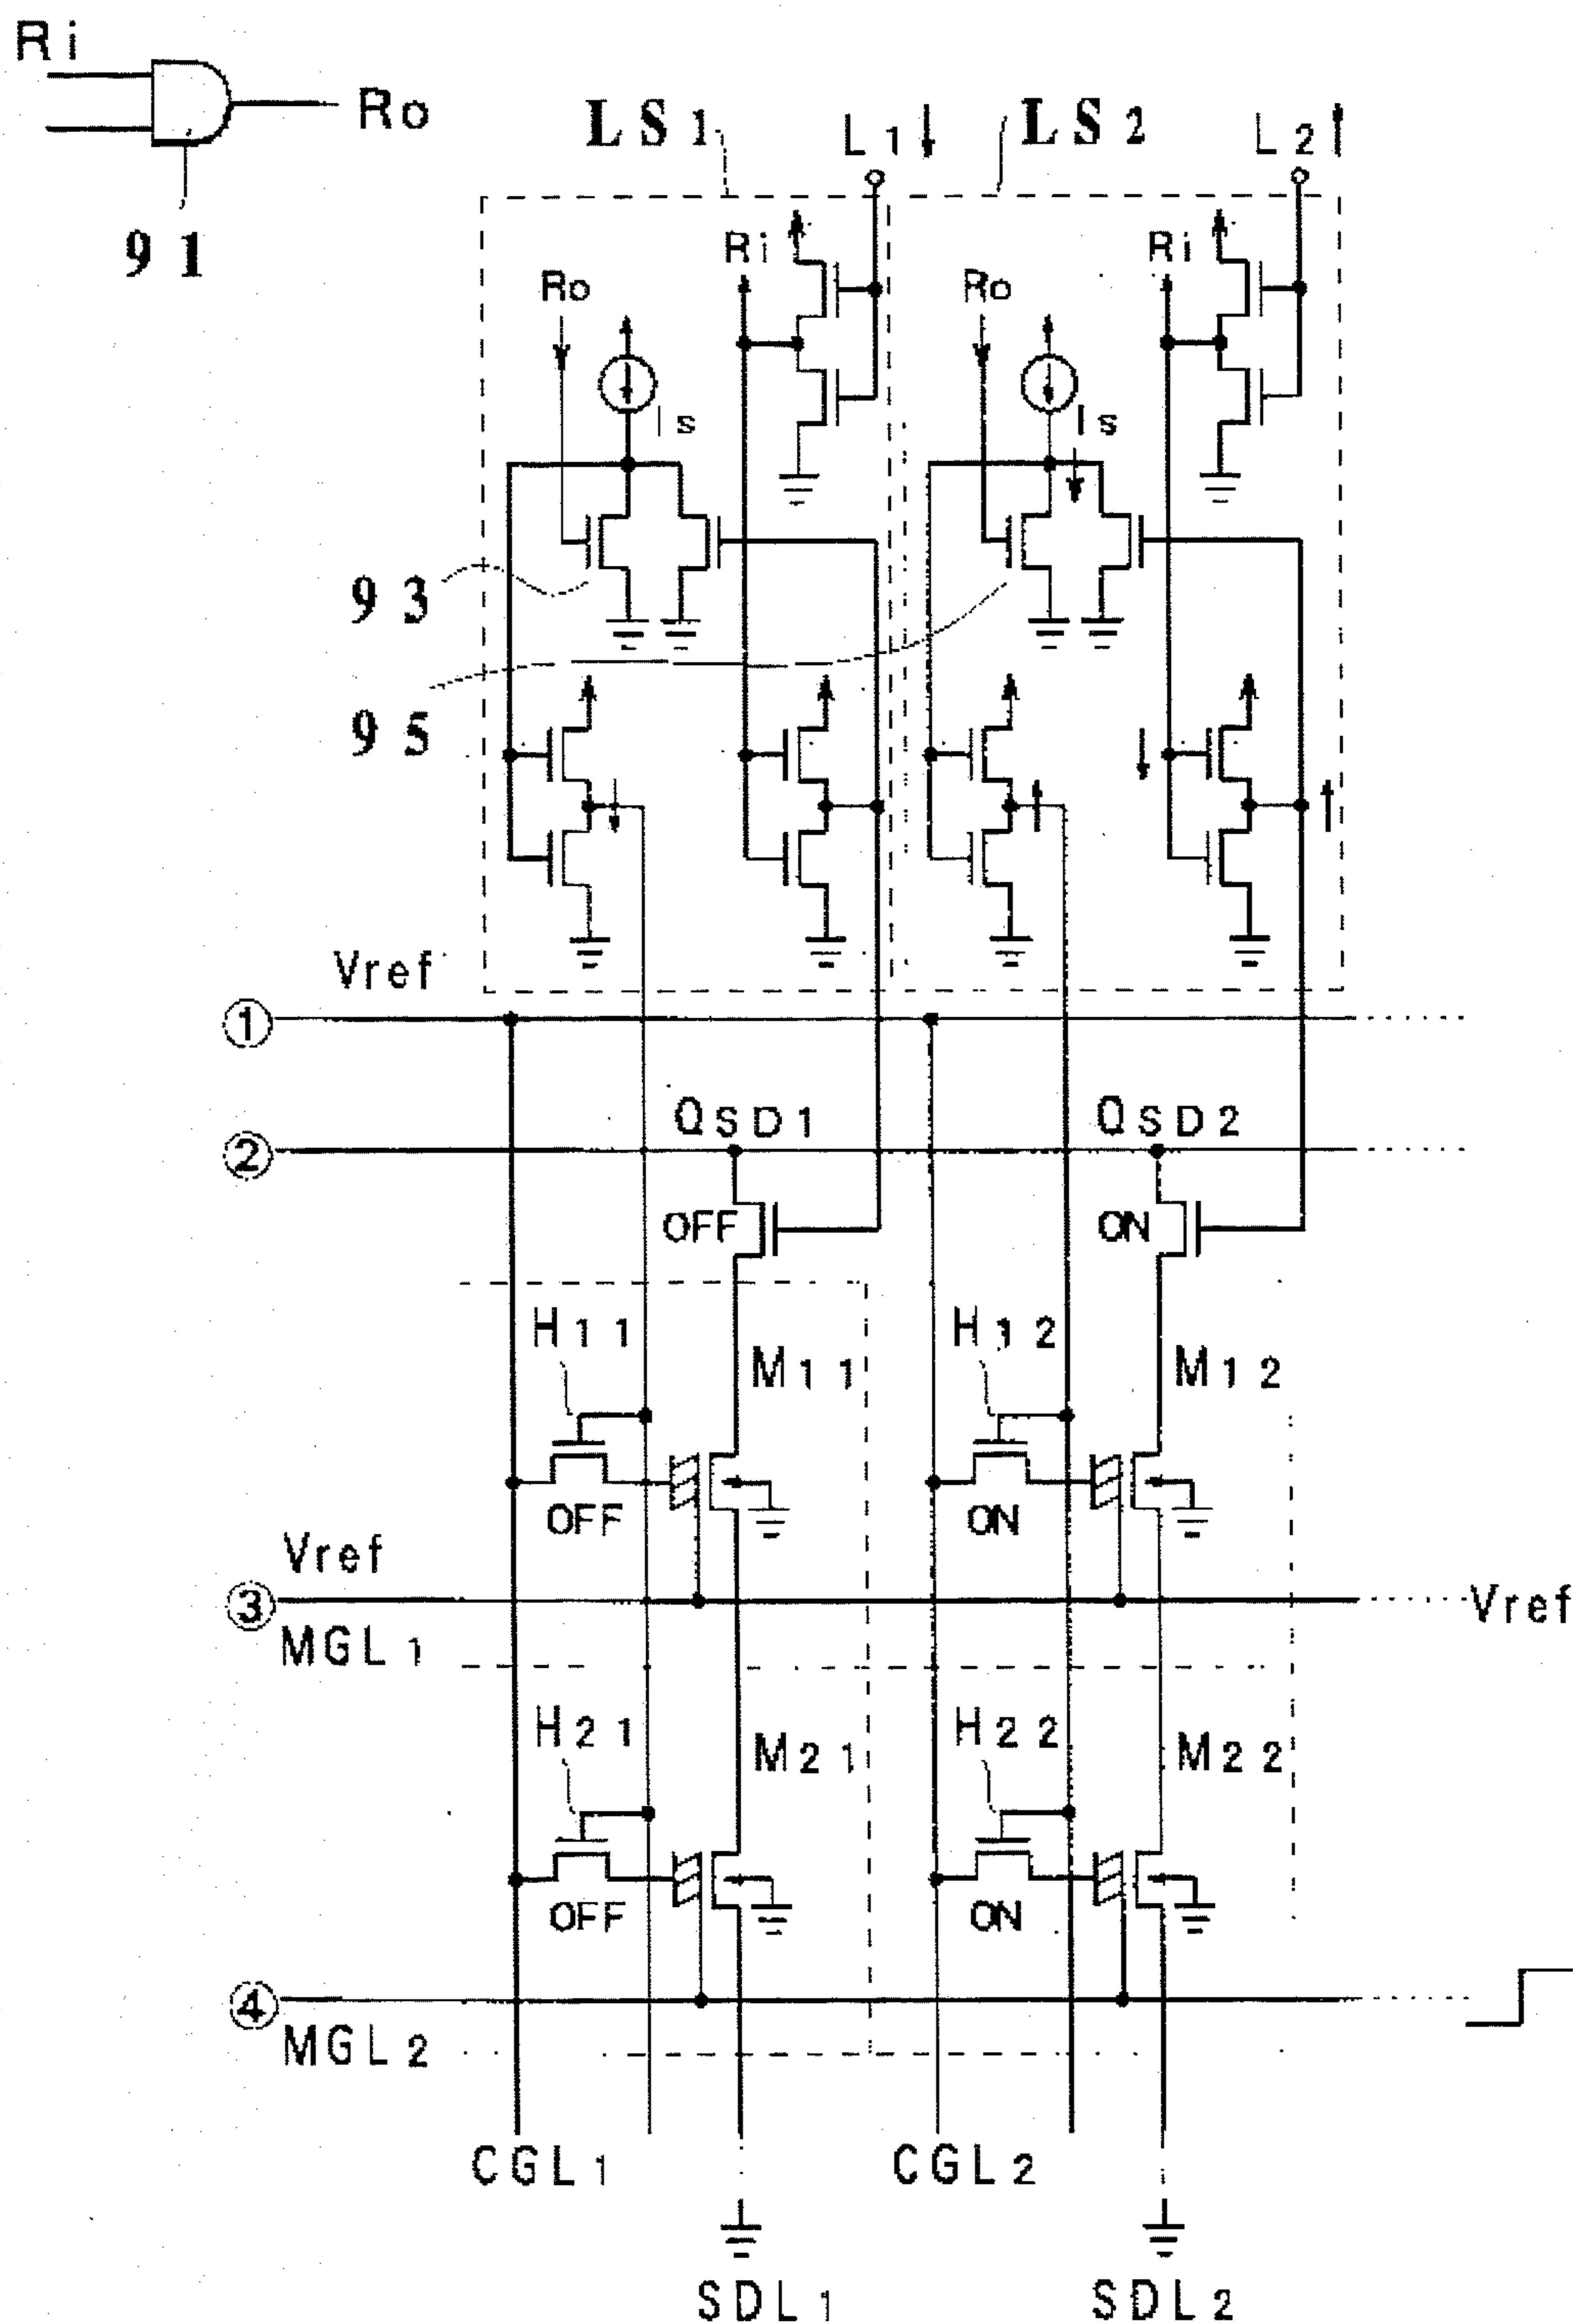 Ri
Ro
91
LS1
L1↓
LS2
L2↑
Ro
Ri
Is
Ro
Ri
Is
93
95
Vref
①
②
QSD1
QSD2
OFF
ON
H11
M11
H12
M12
OFF
ON
Vref
③
MGL1
Vref
H21
M21
H22
M22
OFF
ON
④
MGL2
CGL1
CGL2
SDL1
SDL2